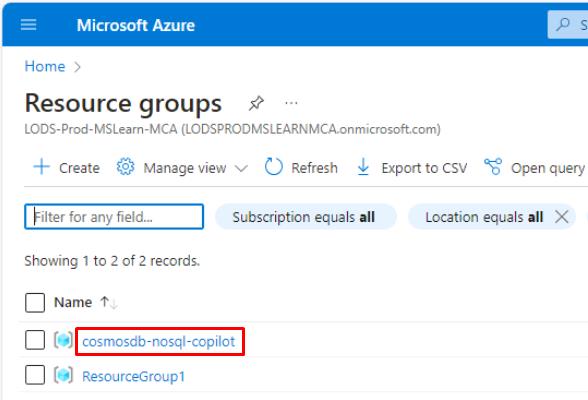 Microsoft Azure
Home >
Resource groups ...
LODS-Prod-MSLearn-MCA (LODSPRODMSLEARNMCA.onmicrosoft.com)
Create Manage view Refresh Export to CSV Open query
Filter for any field... Subscription equals all Location equals all
Showing 1 to 2 of 2 records.
Name ↑↓
cosmosdb-nosql-copilot
ResourceGroup1